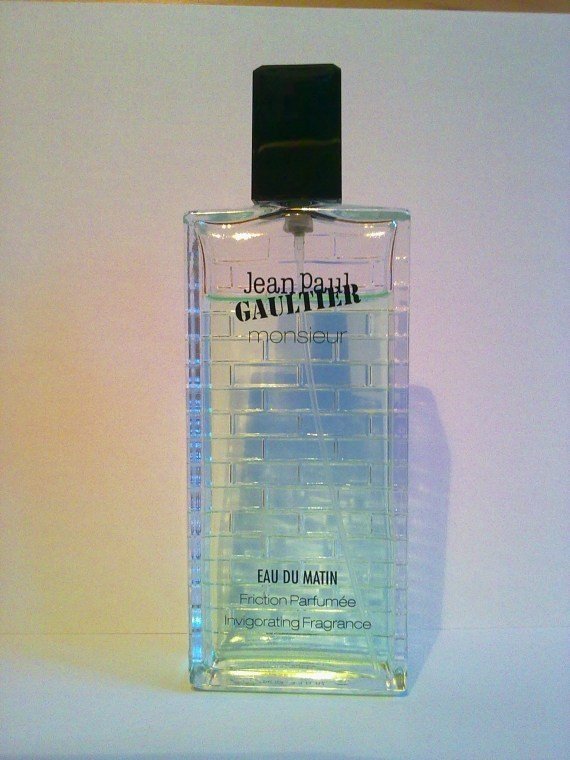 Jean Paul
GAULTIER
monsieur
EAU DU MATIN
Friction Parfumée
Invigorating Fragrance